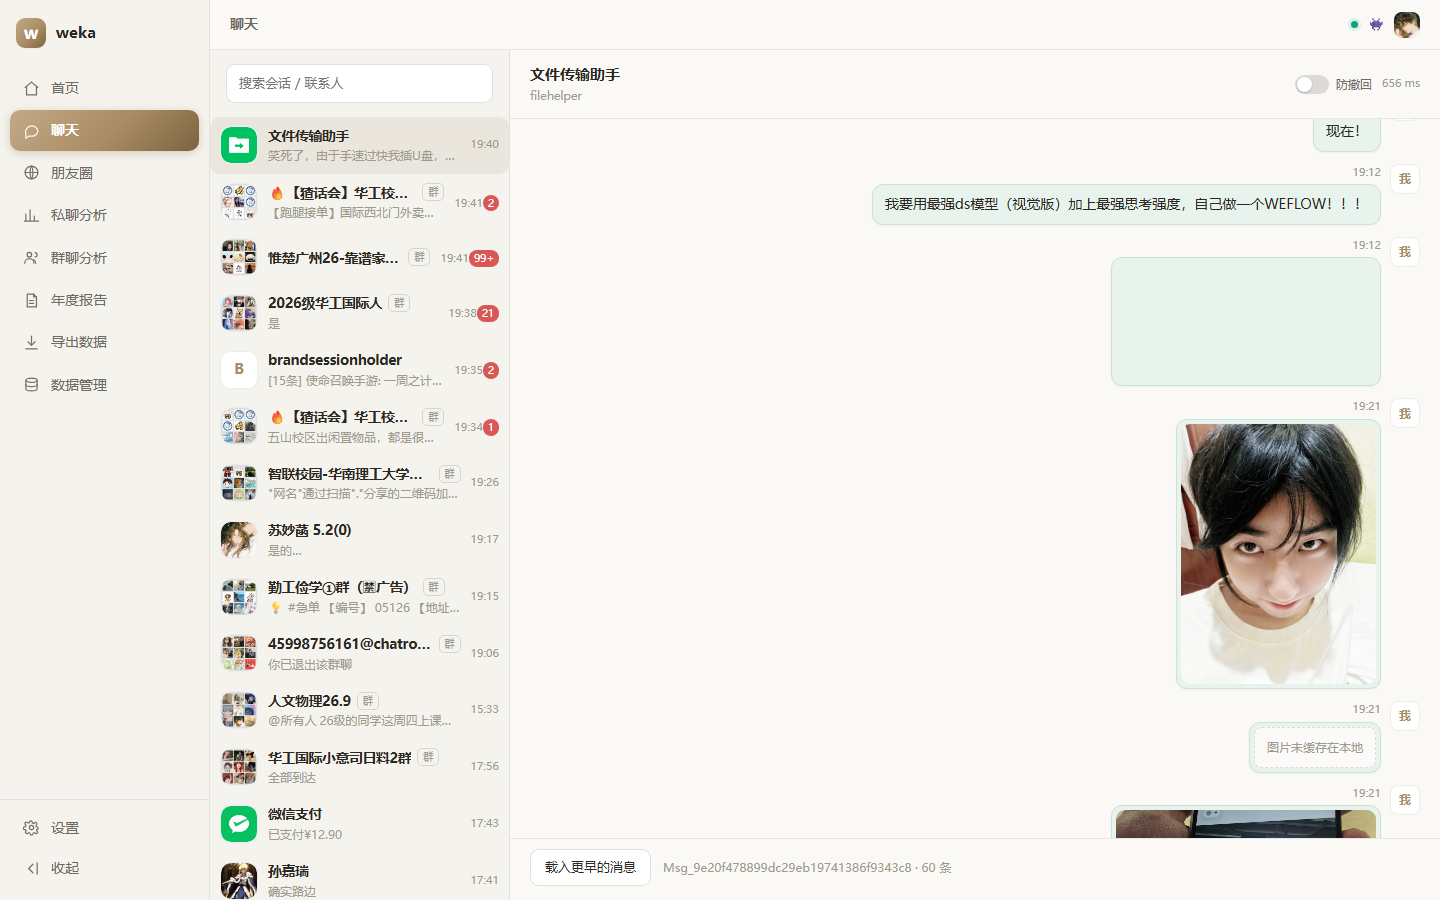 w weka
首页
聊天
朋友圈
私聊分析
群聊分析
年度报告
导出数据
数据管理
设置
收起
聊天
搜索会话 / 联系人
文件传输助手
19:40
笑死了，由于手速过快我插U盘，...
🔥【猹话会】华工校... 群
19:41 2
【跑腿接单】国际西北门外卖...
惟楚广州26-靠谱家... 群 19:41 99+
2026级华工国际人 群
19:38 21
是
B
brandsessionholder
19:35 2
[15条] 使命召唤手游: 一周之计...
🔥【猹话会】华工校... 群
19:34 1
五山校区出闲置物品，都是很...
智联校园-华南理工大学... 群
19:26
"网名"通过扫描"."分享的二维码加...
苏妙菡 5.2(0)
19:17
是的...
勤工俭学①群（🈲广告） 群
19:15
💡 #急单 【编号】 05126 【地址...
45998756161@chatro... 群
19:06
你已退出该群聊
人文物理26.9 群
15:33
@所有人 26级的同学这周四上课...
华工国际小意司日料2群 群
17:56
全部到达
微信支付
17:43
已支付¥12.90
孙嘉瑞
17:41
确实路边
文件传输助手
filehelper
防撤回 656 ms
现在！
19:12 我
我要用最强ds模型（视觉版）加上最强思考强度，自己做一个WEFLOW！！！
19:12 我
19:21 我
19:21 我
图片未缓存在本地
19:21 我
载入更早的消息 Msg_9e20f478899dc29eb19741386f9343c8 · 60 条